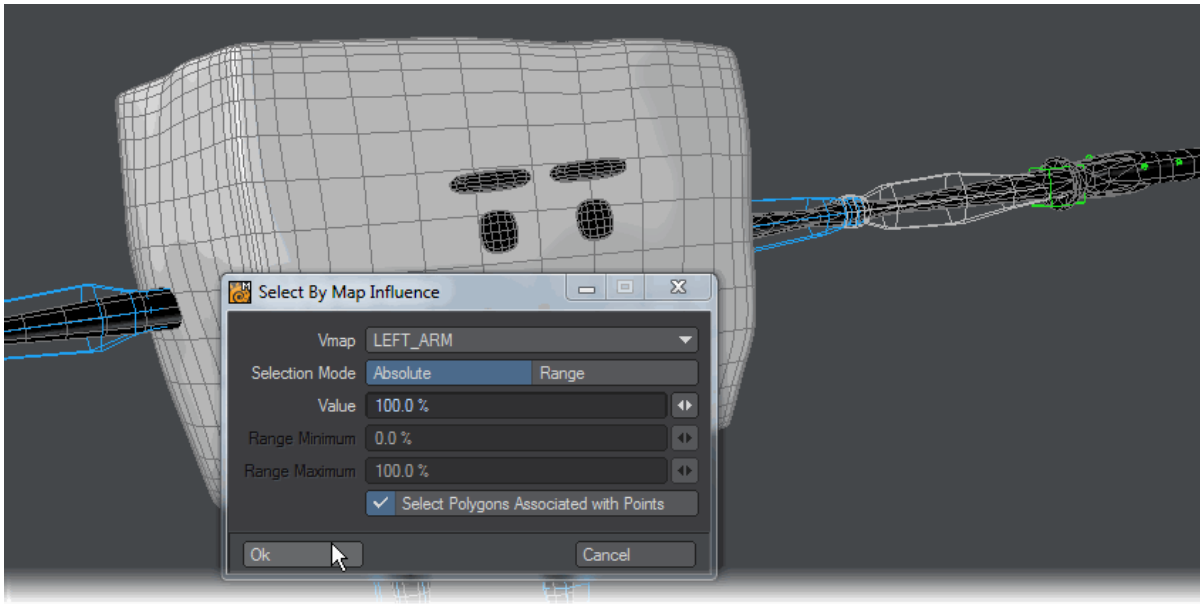 Select By Map Influence
Vmap LEFT_ARM
Selection Mode Absolute Range
Value 100.0 %
Range Minimum 0.0 %
Range Maximum 100.0 %
Select Polygons Associated with Points
Ok Cancel